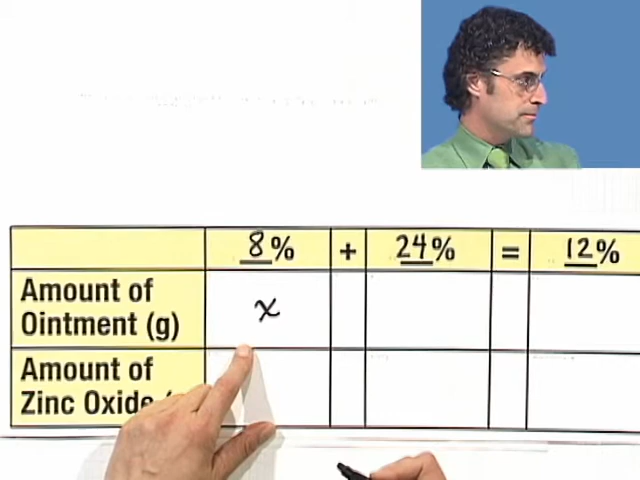 8% + 24% = 12%
Amount of
Ointment (g) x
Amount of
Zinc Oxide